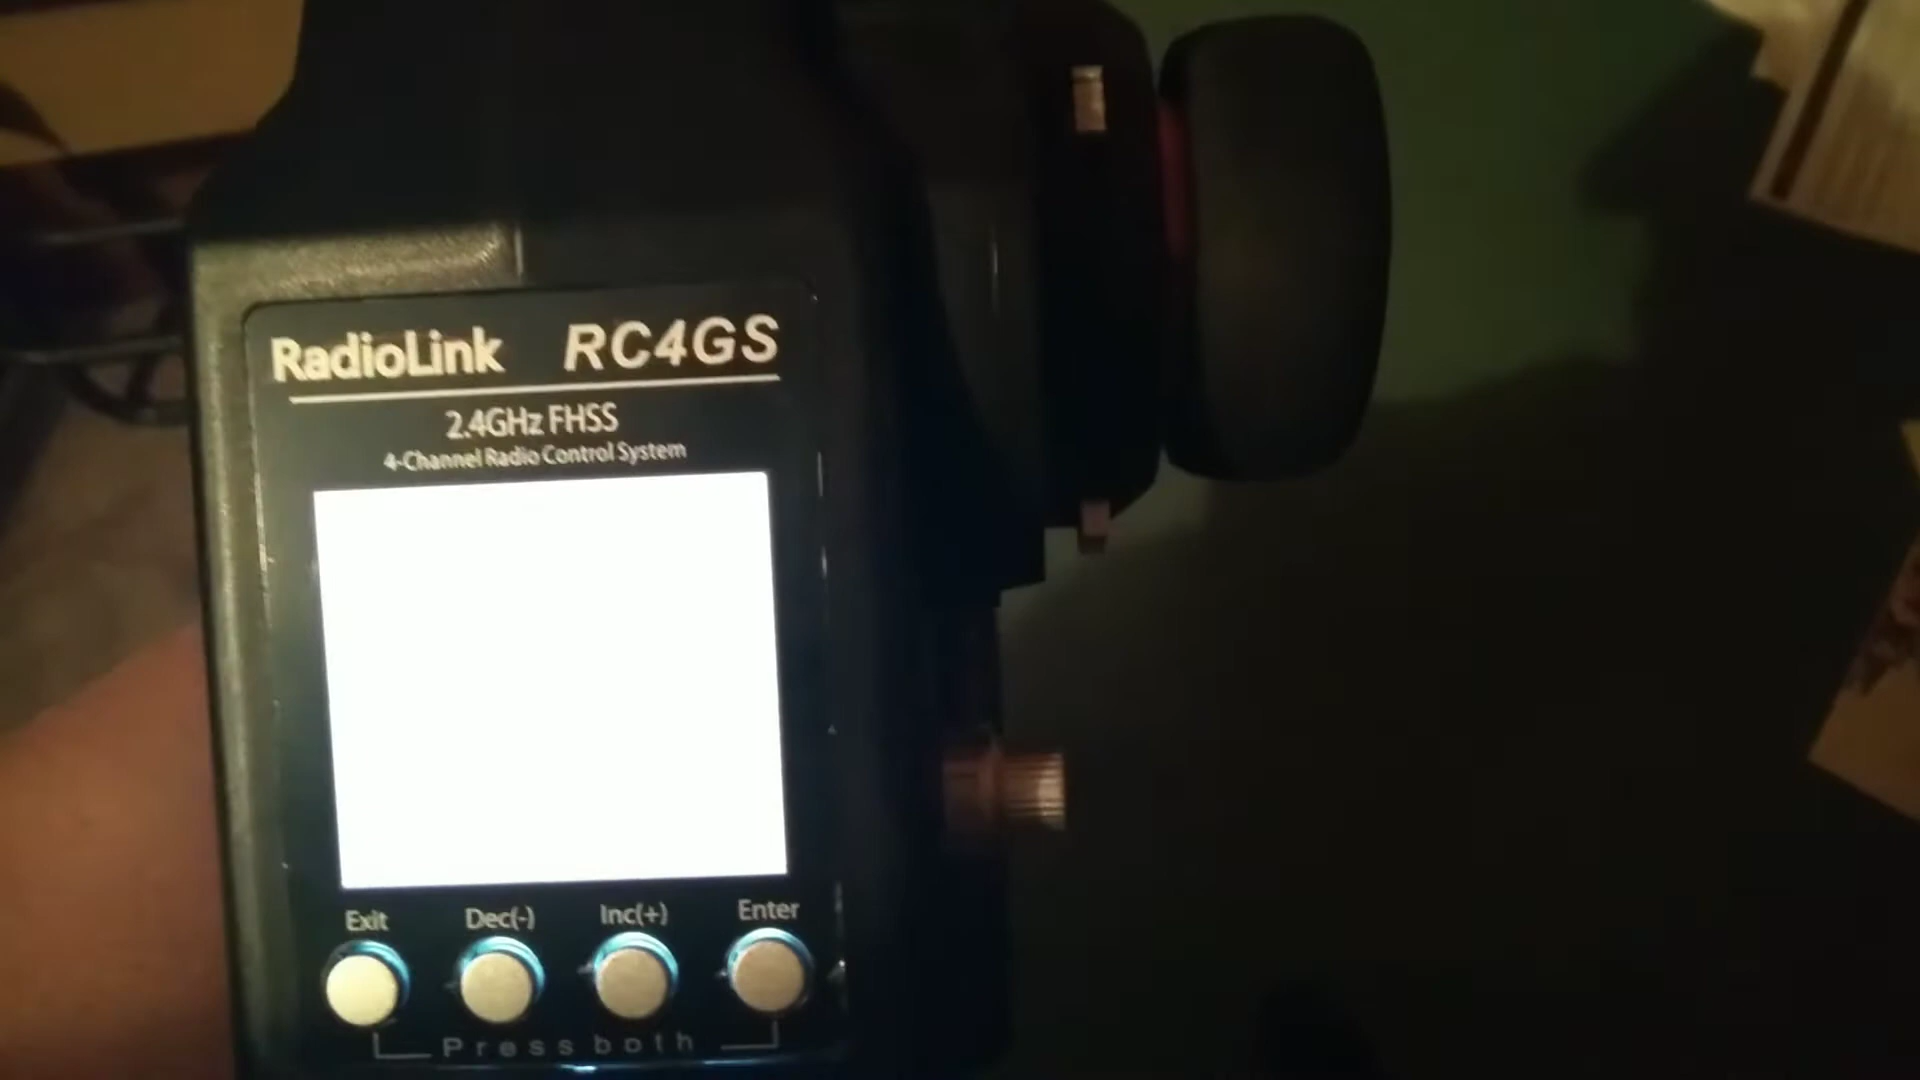 RadioLink RC4GS
2.4GHz FHSS
4-Channel Radio Control System
Exit Dec(-) Inc(+) Enter
Press both